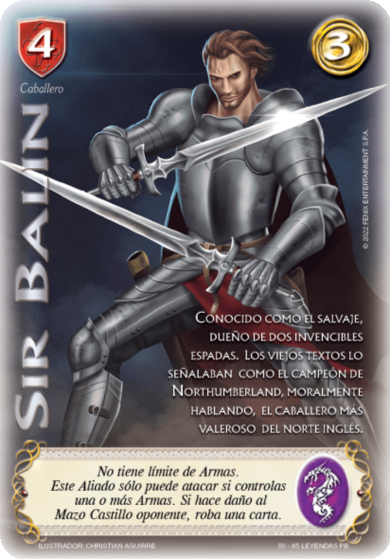 4
3
Caballero
SIR BALIN
© 2022 FENIX ENTERTAINMENT S.P.A.
CONOCIDO COMO EL SALVAJE,
DUEÑO DE DOS INVENCIBLES
ESPADAS. LOS VIEJOS TEXTOS LO
SEÑALABAN COMO EL CAMPEÓN DE
NORTHUMBERLAND, MORALMENTE
HABLANDO, EL CABALLERO MÁS
VALEROSO DEL NORTE INGLÉS.
No tiene límite de Armas.
Este Aliado sólo puede atacar si controlas
una o más Armas. Si hace daño al
Mazo Castillo oponente, roba una carta.
ILUSTRADOR: CHRISTIAN AGUIRRE
50 - 85 LEYENDAS PB